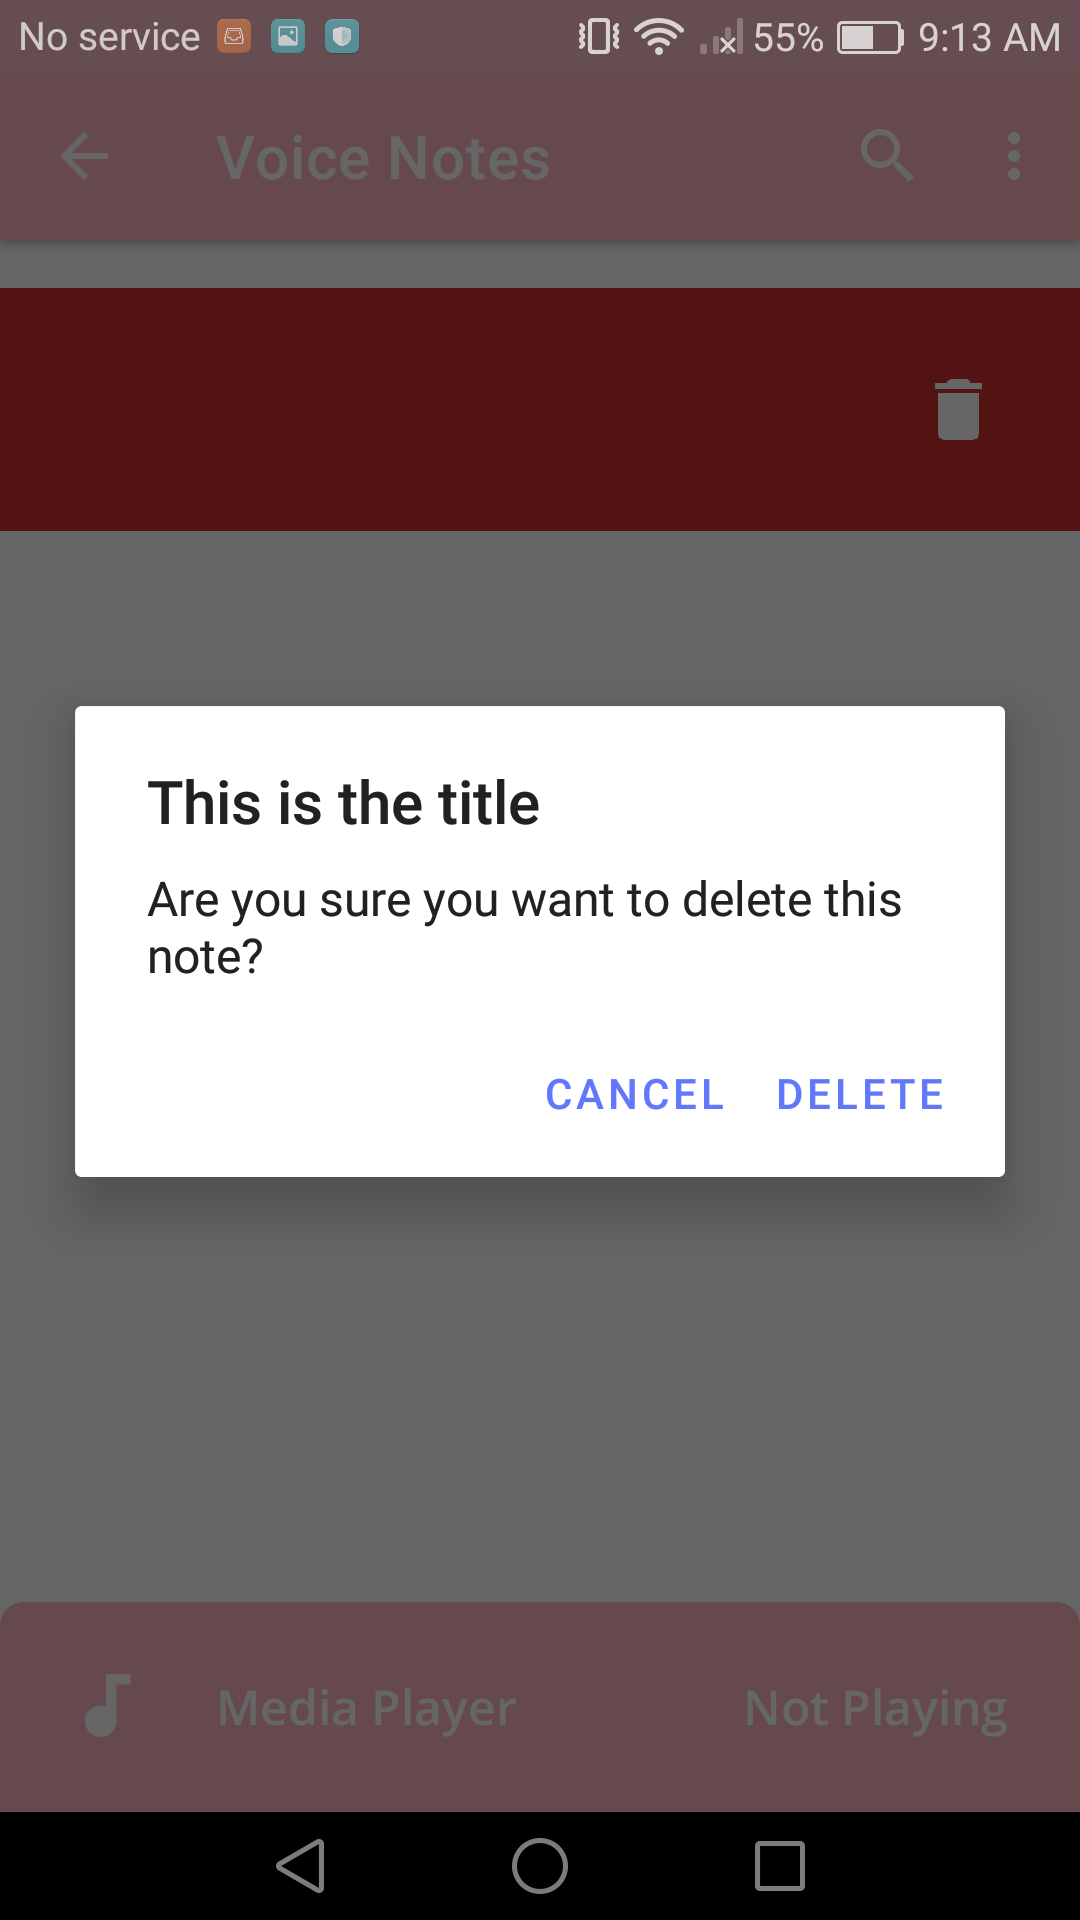 No service 55% 9:13 AM
Voice Notes
This is the title
Are you sure you want to delete this
note?
CANCEL DELETE
Media Player Not Playing